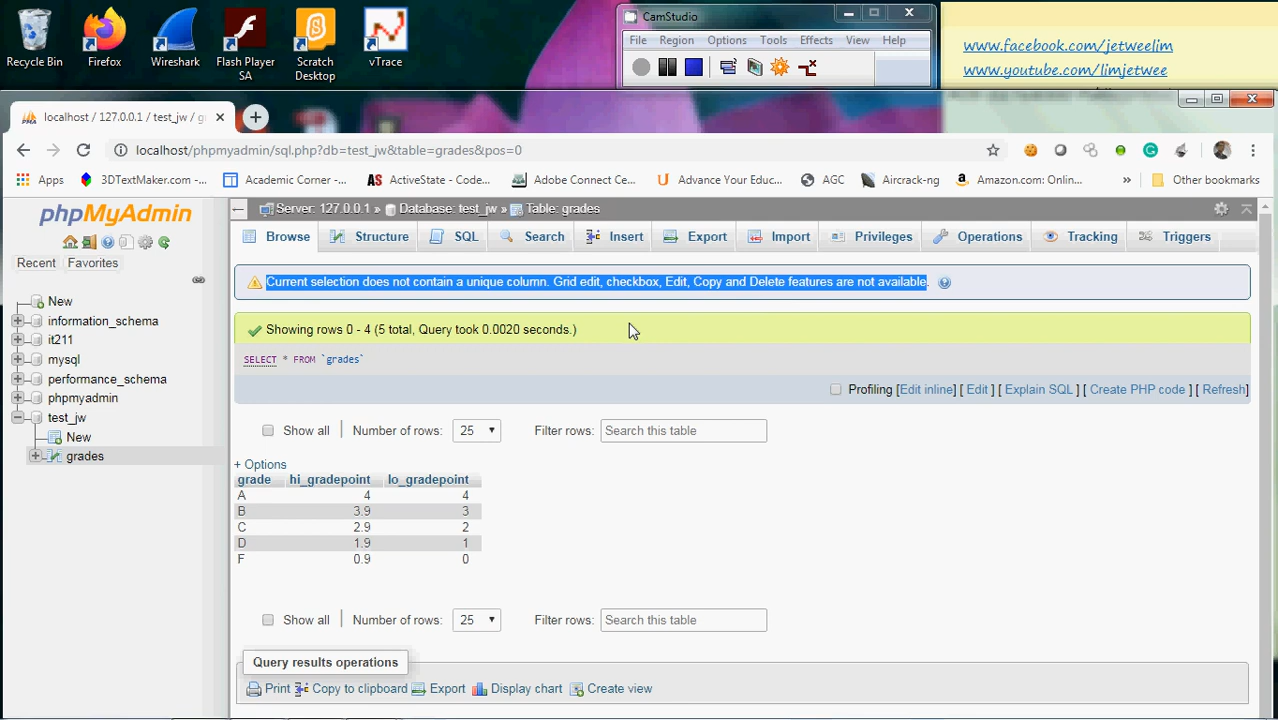 Recycle Bin
Firefox
Wireshark
Flash Player SA
Scratch Desktop
vTrace
CamStudio
File Region Options Tools Effects View Help
www.facebook.com/jetweelim
www.youtube.com/limjetwee
localhost / 127.0.0.1 / test_jw / g
localhost/phpmyadmin/sql.php?db=test_jw&table=grades&pos=0
Apps 3DTextMaker.com -... Academic Corner -... ActiveState - Code... Adobe Connect Ce... Advance Your Educ... AGC Aircrack-ng Amazon.com: Onlin... » Other bookmarks
phpMyAdmin
Recent Favorites
New
information_schema
it211
mysql
performance_schema
phpmyadmin
test_jw
New
grades
Server: 127.0.0.1 » Database: test_jw » Table: grades
Browse Structure SQL Search Insert Export Import Privileges Operations Tracking Triggers
Current selection does not contain a unique column. Grid edit, checkbox, Edit, Copy and Delete features are not available.
Showing rows 0 - 4 (5 total, Query took 0.0020 seconds.)
SELECT * FROM `grades`
Profiling [Edit inline] [ Edit ] [ Explain SQL ] [ Create PHP code ] [ Refresh]
Show all Number of rows: 25 Filter rows: Search this table
+ Options
grade hi_gradepoint lo_gradepoint
A 4 4
B 3.9 3
C 2.9 2
D 1.9 1
F 0.9 0
Show all Number of rows: 25 Filter rows: Search this table
Query results operations
Print Copy to clipboard Export Display chart Create view